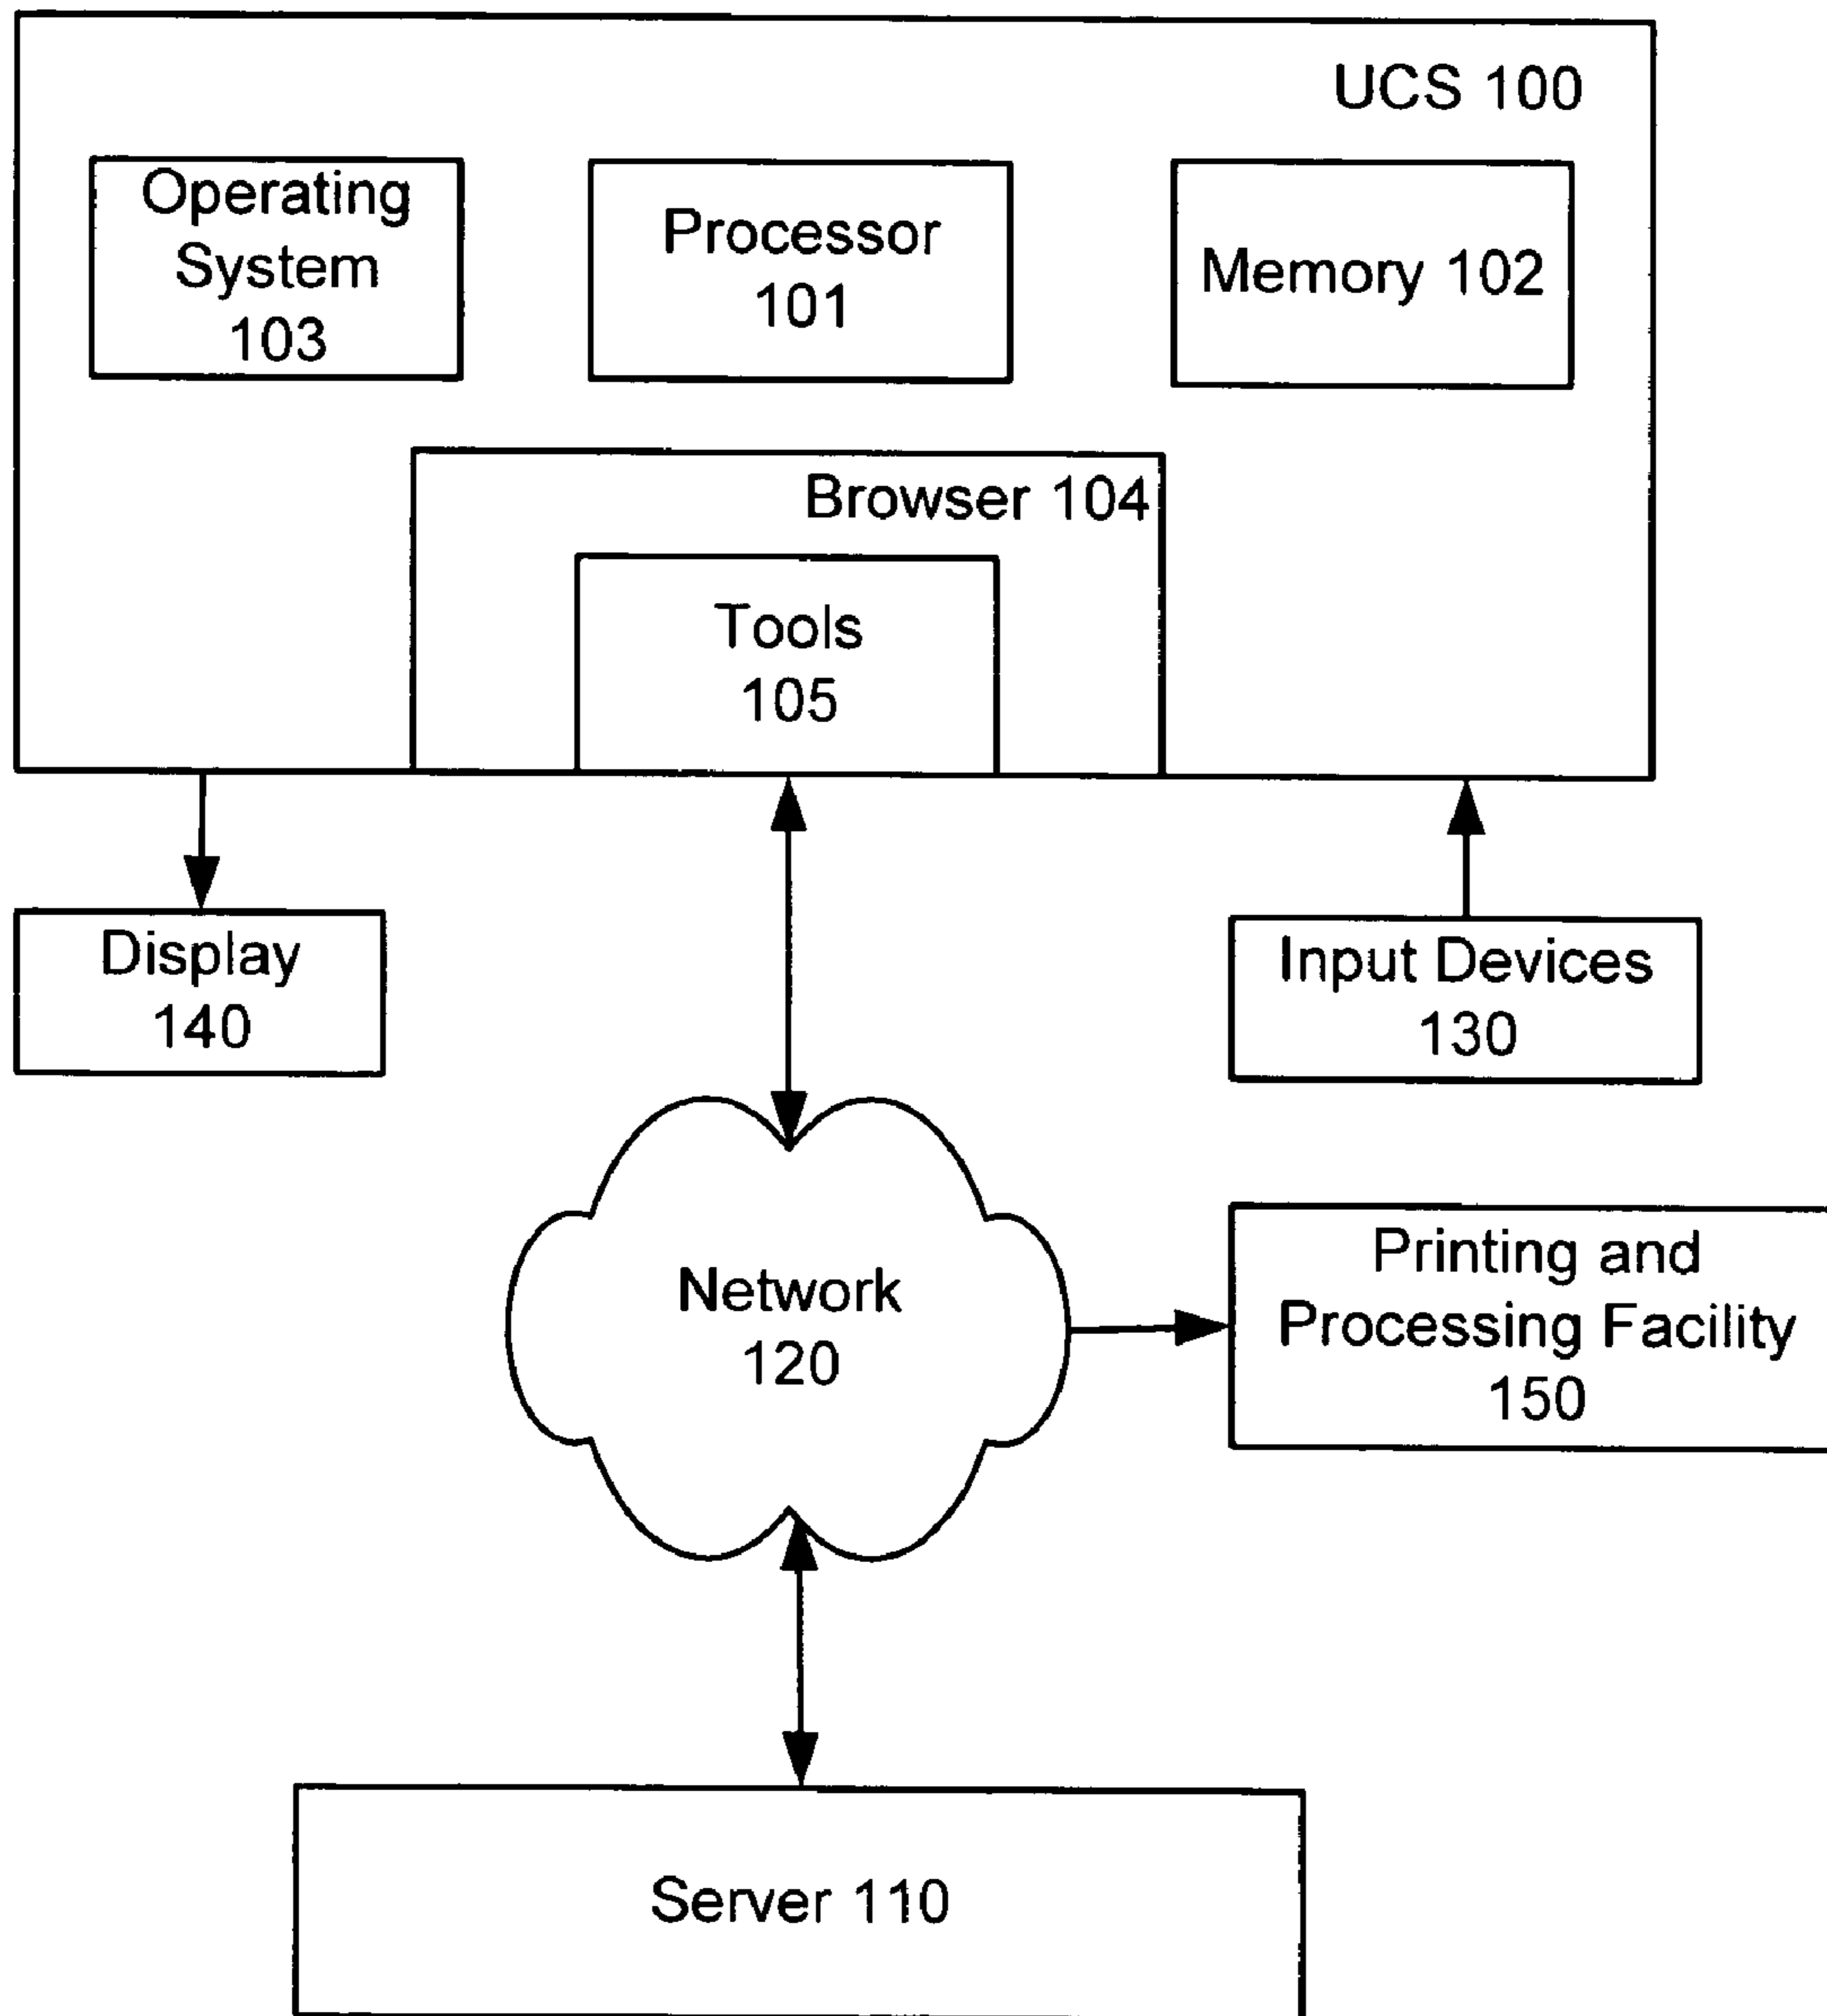 UCS 100
Operating
System
103
Processor
101
Memory 102
Browser 104
Tools
105
Display
140
Input Devices
130
Network
120
Printing and
Processing Facility
150
Server 110